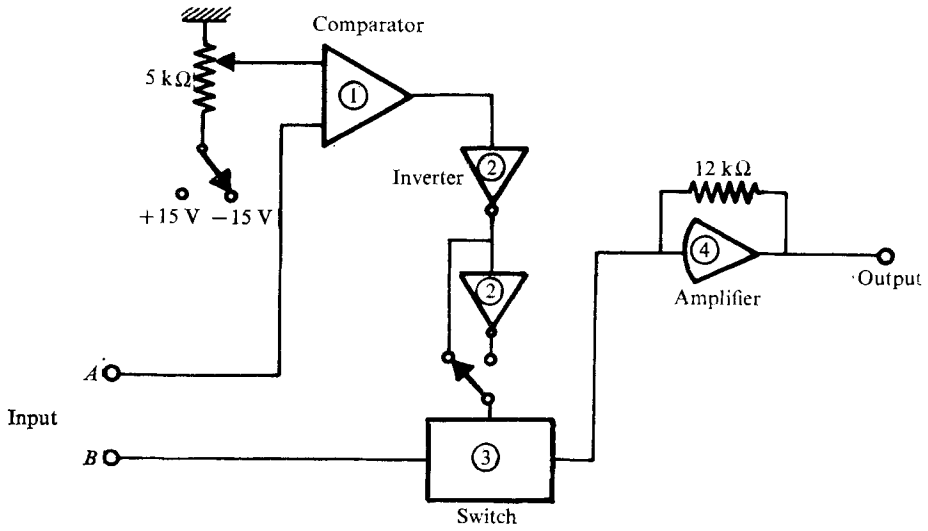 Comparator
5 kΩ
1
Inverter
2
+15 V −15 V
12 kΩ
4
Amplifier
Output
2
A
Input
B
3
Switch